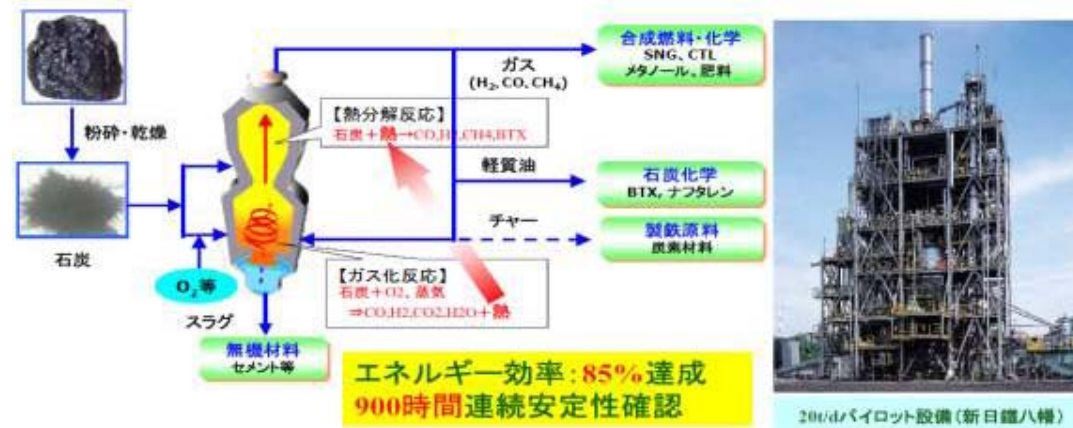 粉砕・乾燥
石炭
O2等
スラグ
無機材料
セメント等
【熱分解反応】
石炭+熱→CO,H2,CH4,BTX
【ガス化反応】
石炭+O2、蒸気
⇒CO,H2,CO2,H2O+熱
ガス
(H2、CO、CH4)
軽質油
チャー
合成燃料・化学
SNG、CTL
メタノール、肥料
石炭化学
BTX, ナフタレン
製鉄原料
炭素材料
エネルギー効率:85%達成
900時間連続安定性確認
20t/dパイロット設備(新日鐵八幡)